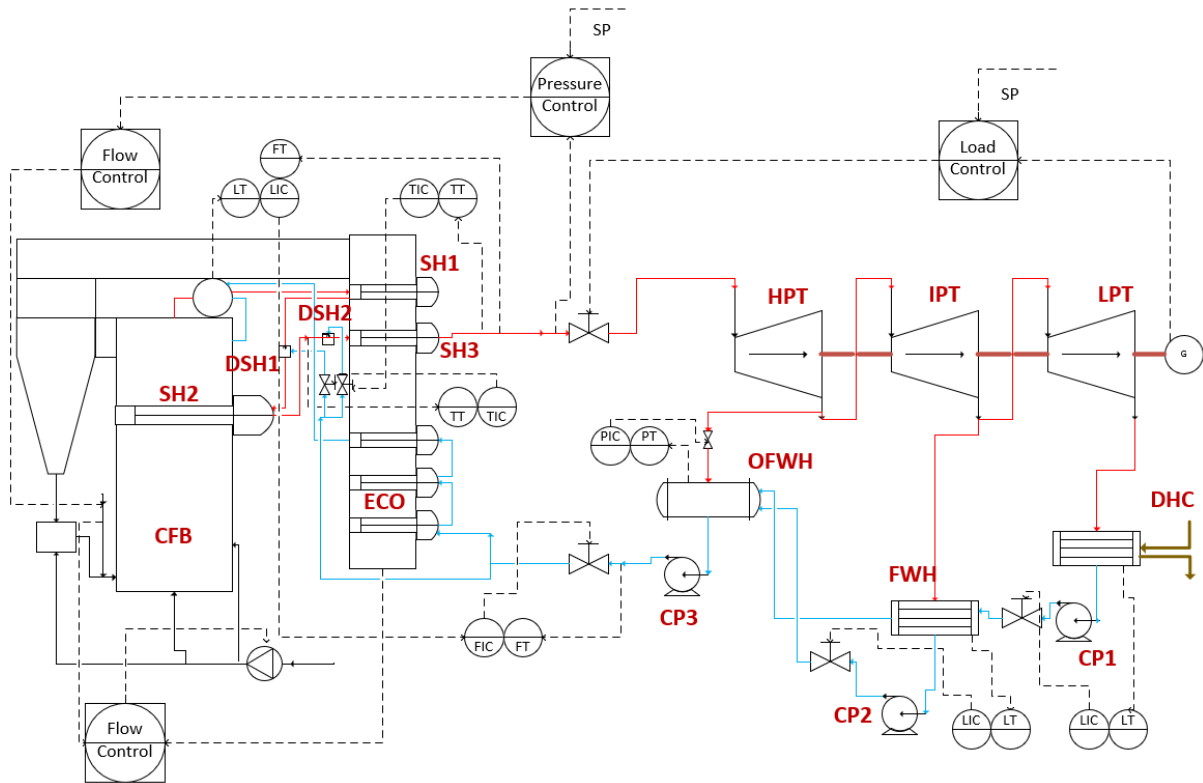 SP
Pressure
Control
SP
Flow
Control
FT
Load
Control
LT
LIC
TIC
TT
SH1
HPT
IPT
LPT
DSH2
SH3
G
DSH1
SH2
TT
TIC
PIC
PT
OFWH
ECO
DHC
CFB
FWH
CP3
FIC
FT
CP1
CP2
LIC
LT
LIC
LT
Flow
Control